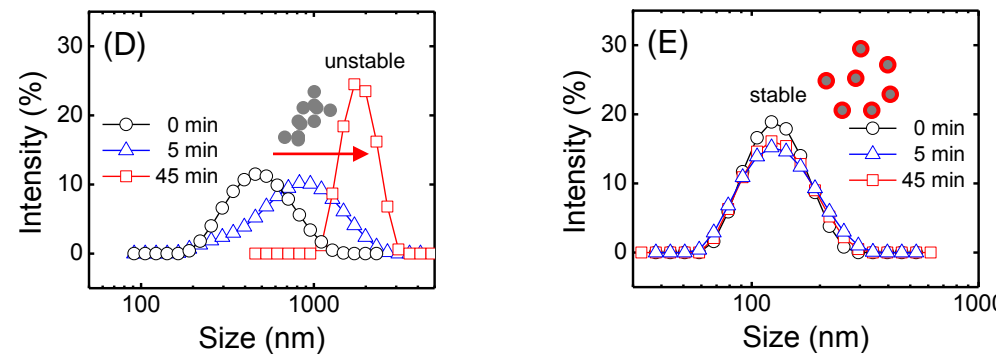 (D)
unstable
Intensity (%)
30
20
10
0
0 min
5 min
45 min
100
1000
Size (nm)
(E)
stable
Intensity (%)
30
20
10
0
0 min
5 min
45 min
100
1000
Size (nm)